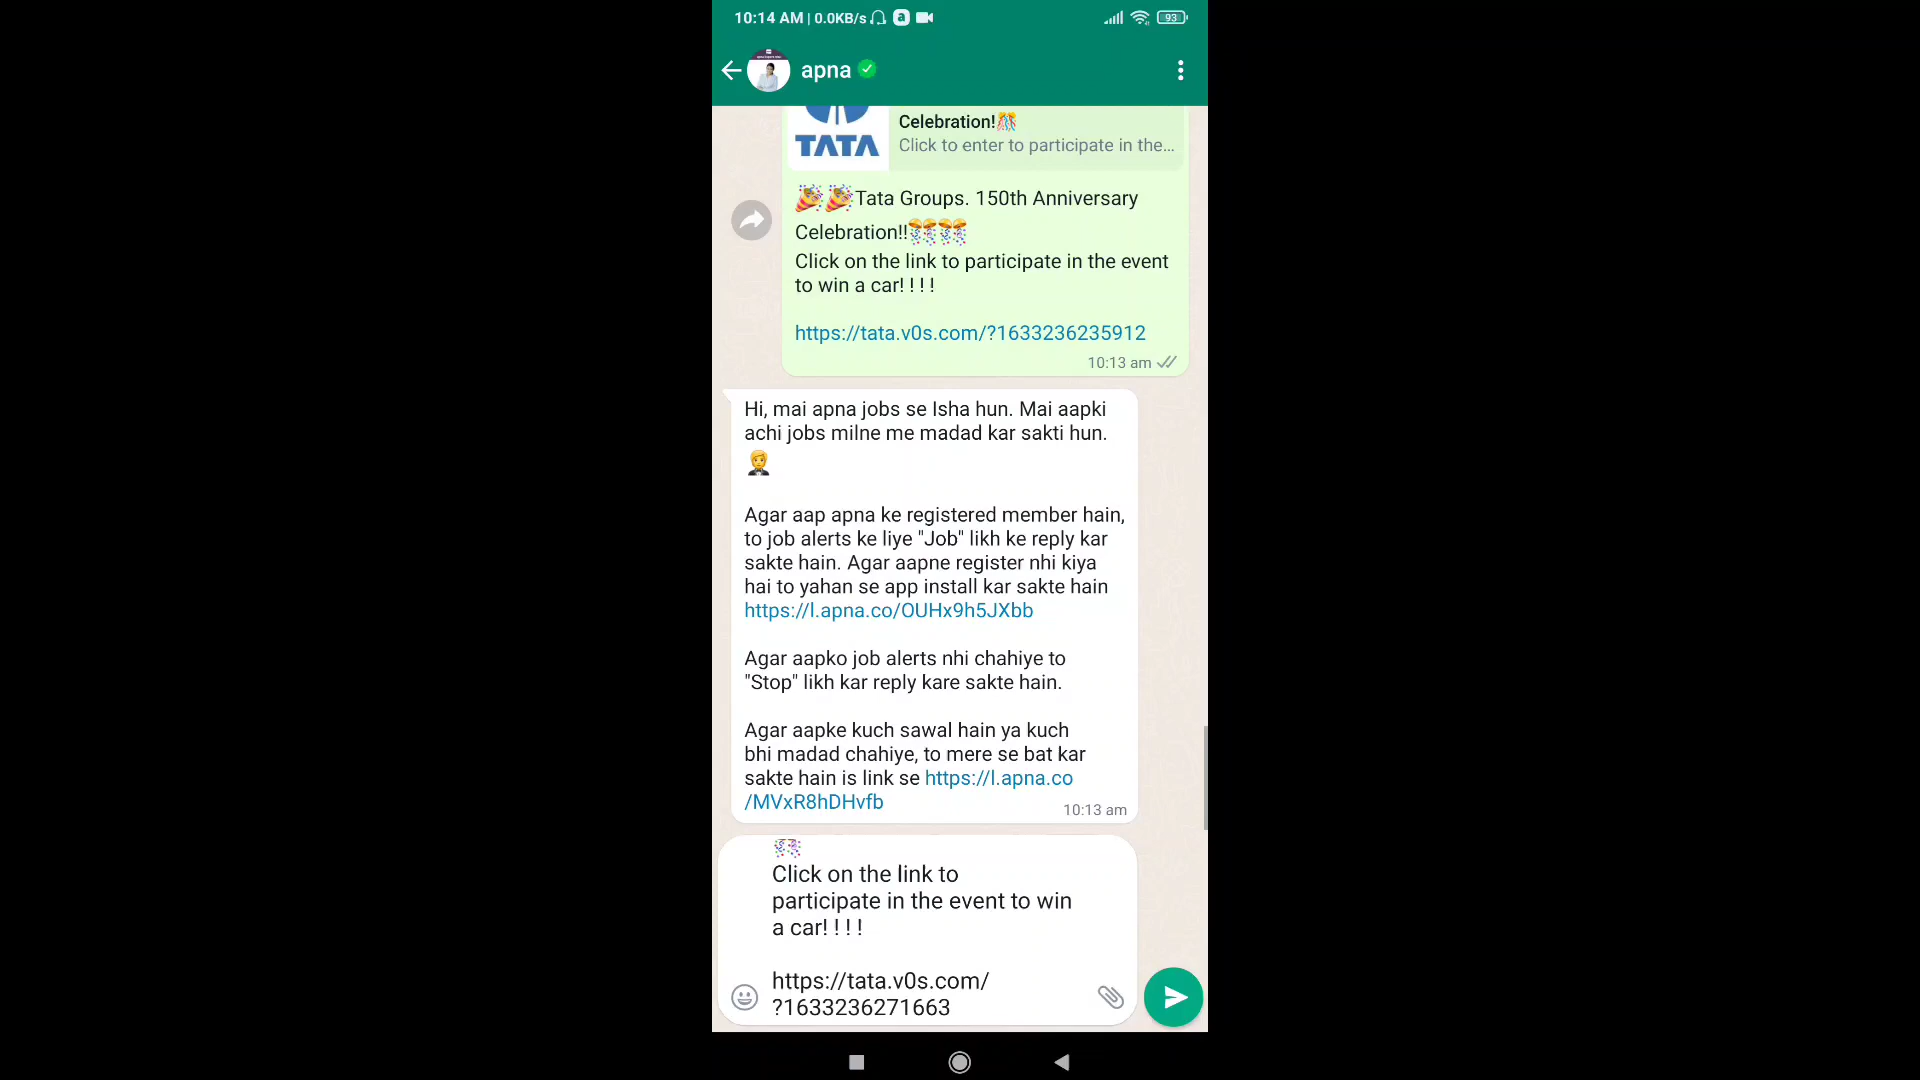 10:14 AM | 0.0KB/s
93
apna
TATA
Celebration!🎊
Click to enter to participate in the...
🎉🎉Tata Groups. 150th Anniversary
Celebration!!🎊🎊
Click on the link to participate in the event
to win a car! ! ! !
https://tata.v0s.com/?1633236235912
10:13 am
Hi, mai apna jobs se Isha hun. Mai aapki
achi jobs milne me madad kar sakti hun.
🤵
Agar aap apna ke registered member hain,
to job alerts ke liye "Job" likh ke reply kar
sakte hain. Agar aapne register nhi kiya
hai to yahan se app install kar sakte hain
https://l.apna.co/OUHx9h5JXbb
Agar aapko job alerts nhi chahiye to
"Stop" likh kar reply kare sakte hain.
Agar aapke kuch sawal hain ya kuch
bhi madad chahiye, to mere se bat kar
sakte hain is link se https://l.apna.co
/MVxR8hDHvfb
10:13 am
🎊
Click on the link to
participate in the event to win
a car! ! ! !
https://tata.v0s.com/
?1633236271663